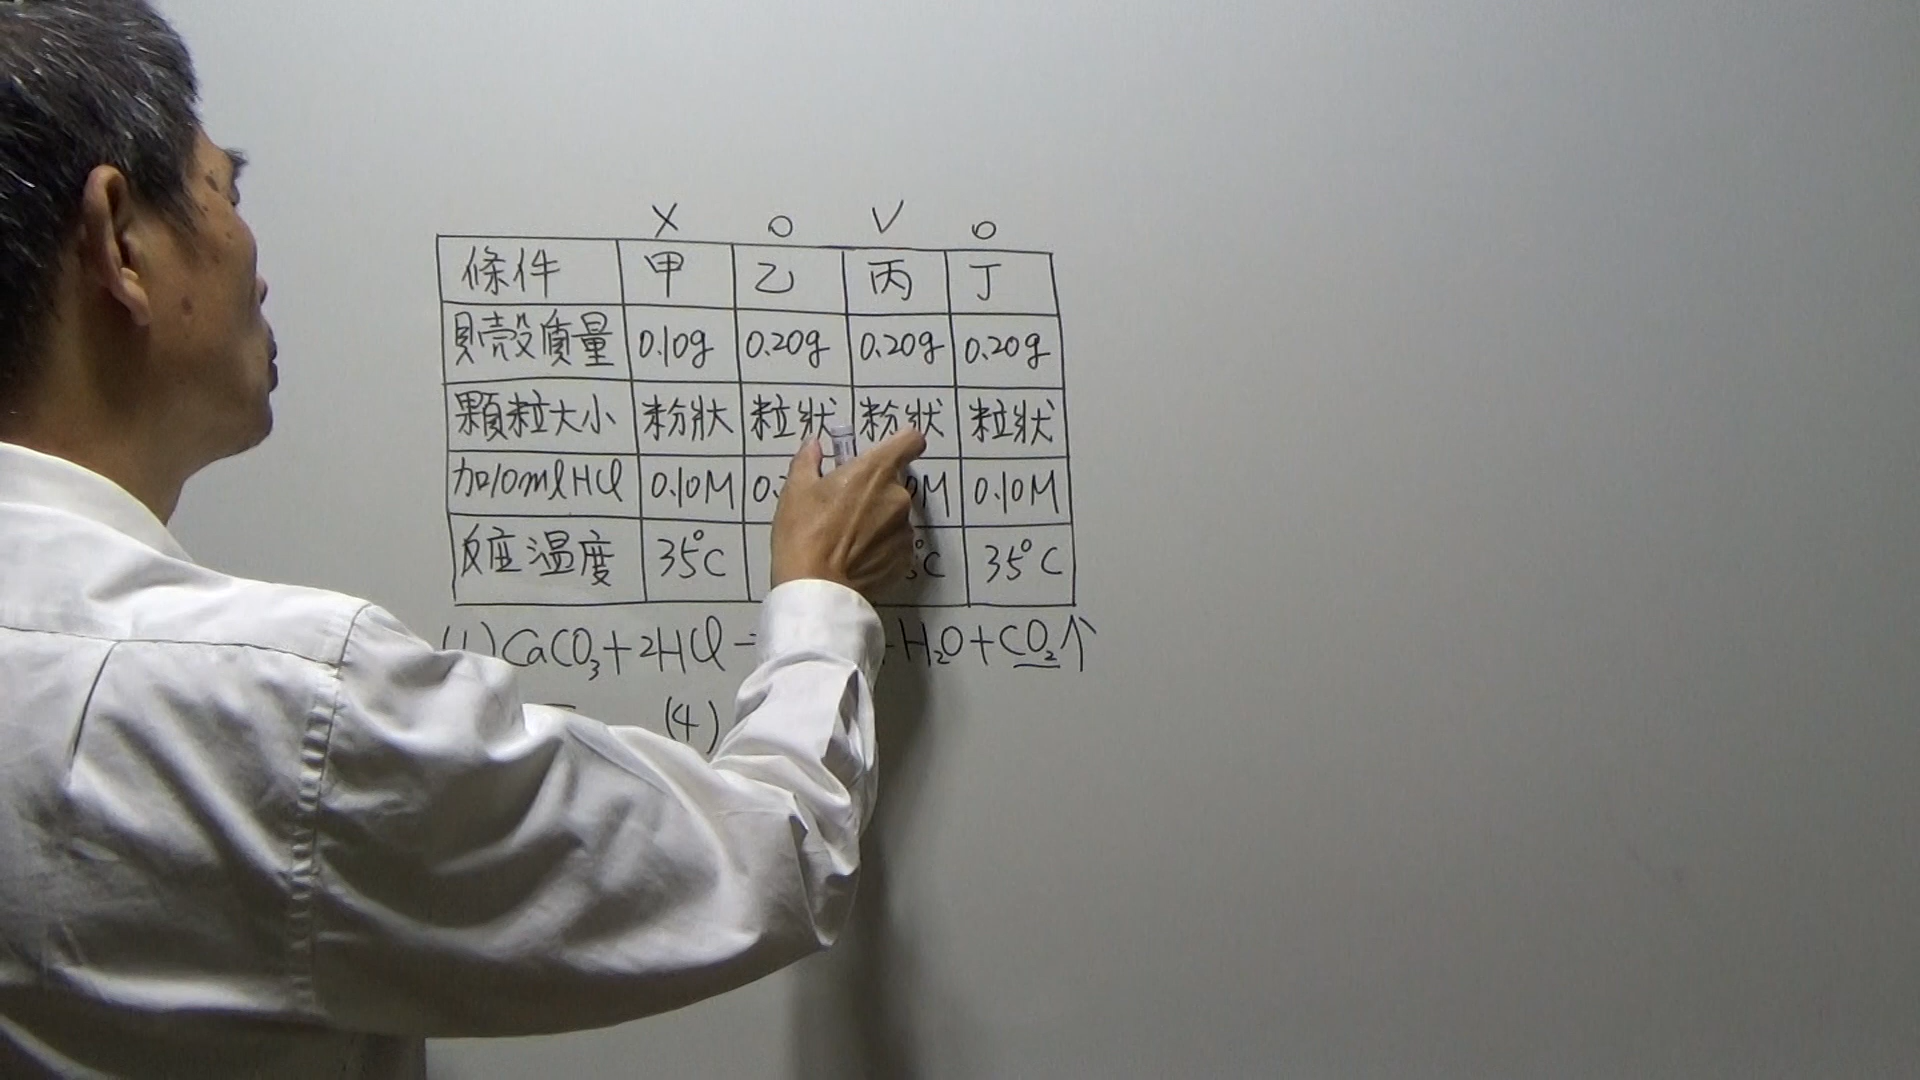 X O V O
條件 甲 乙 丙 丁
貝殼質量 0.10g 0.20g 0.20g 0.20g
顆粒大小 粉狀 粒狀 粉狀 粒狀
加10mlHCl 0.10M 0. M 0.10M
反應溫度 35°C °C 35°C
(1) CaCO₃+2HCl H₂O+CO₂↑
(4)